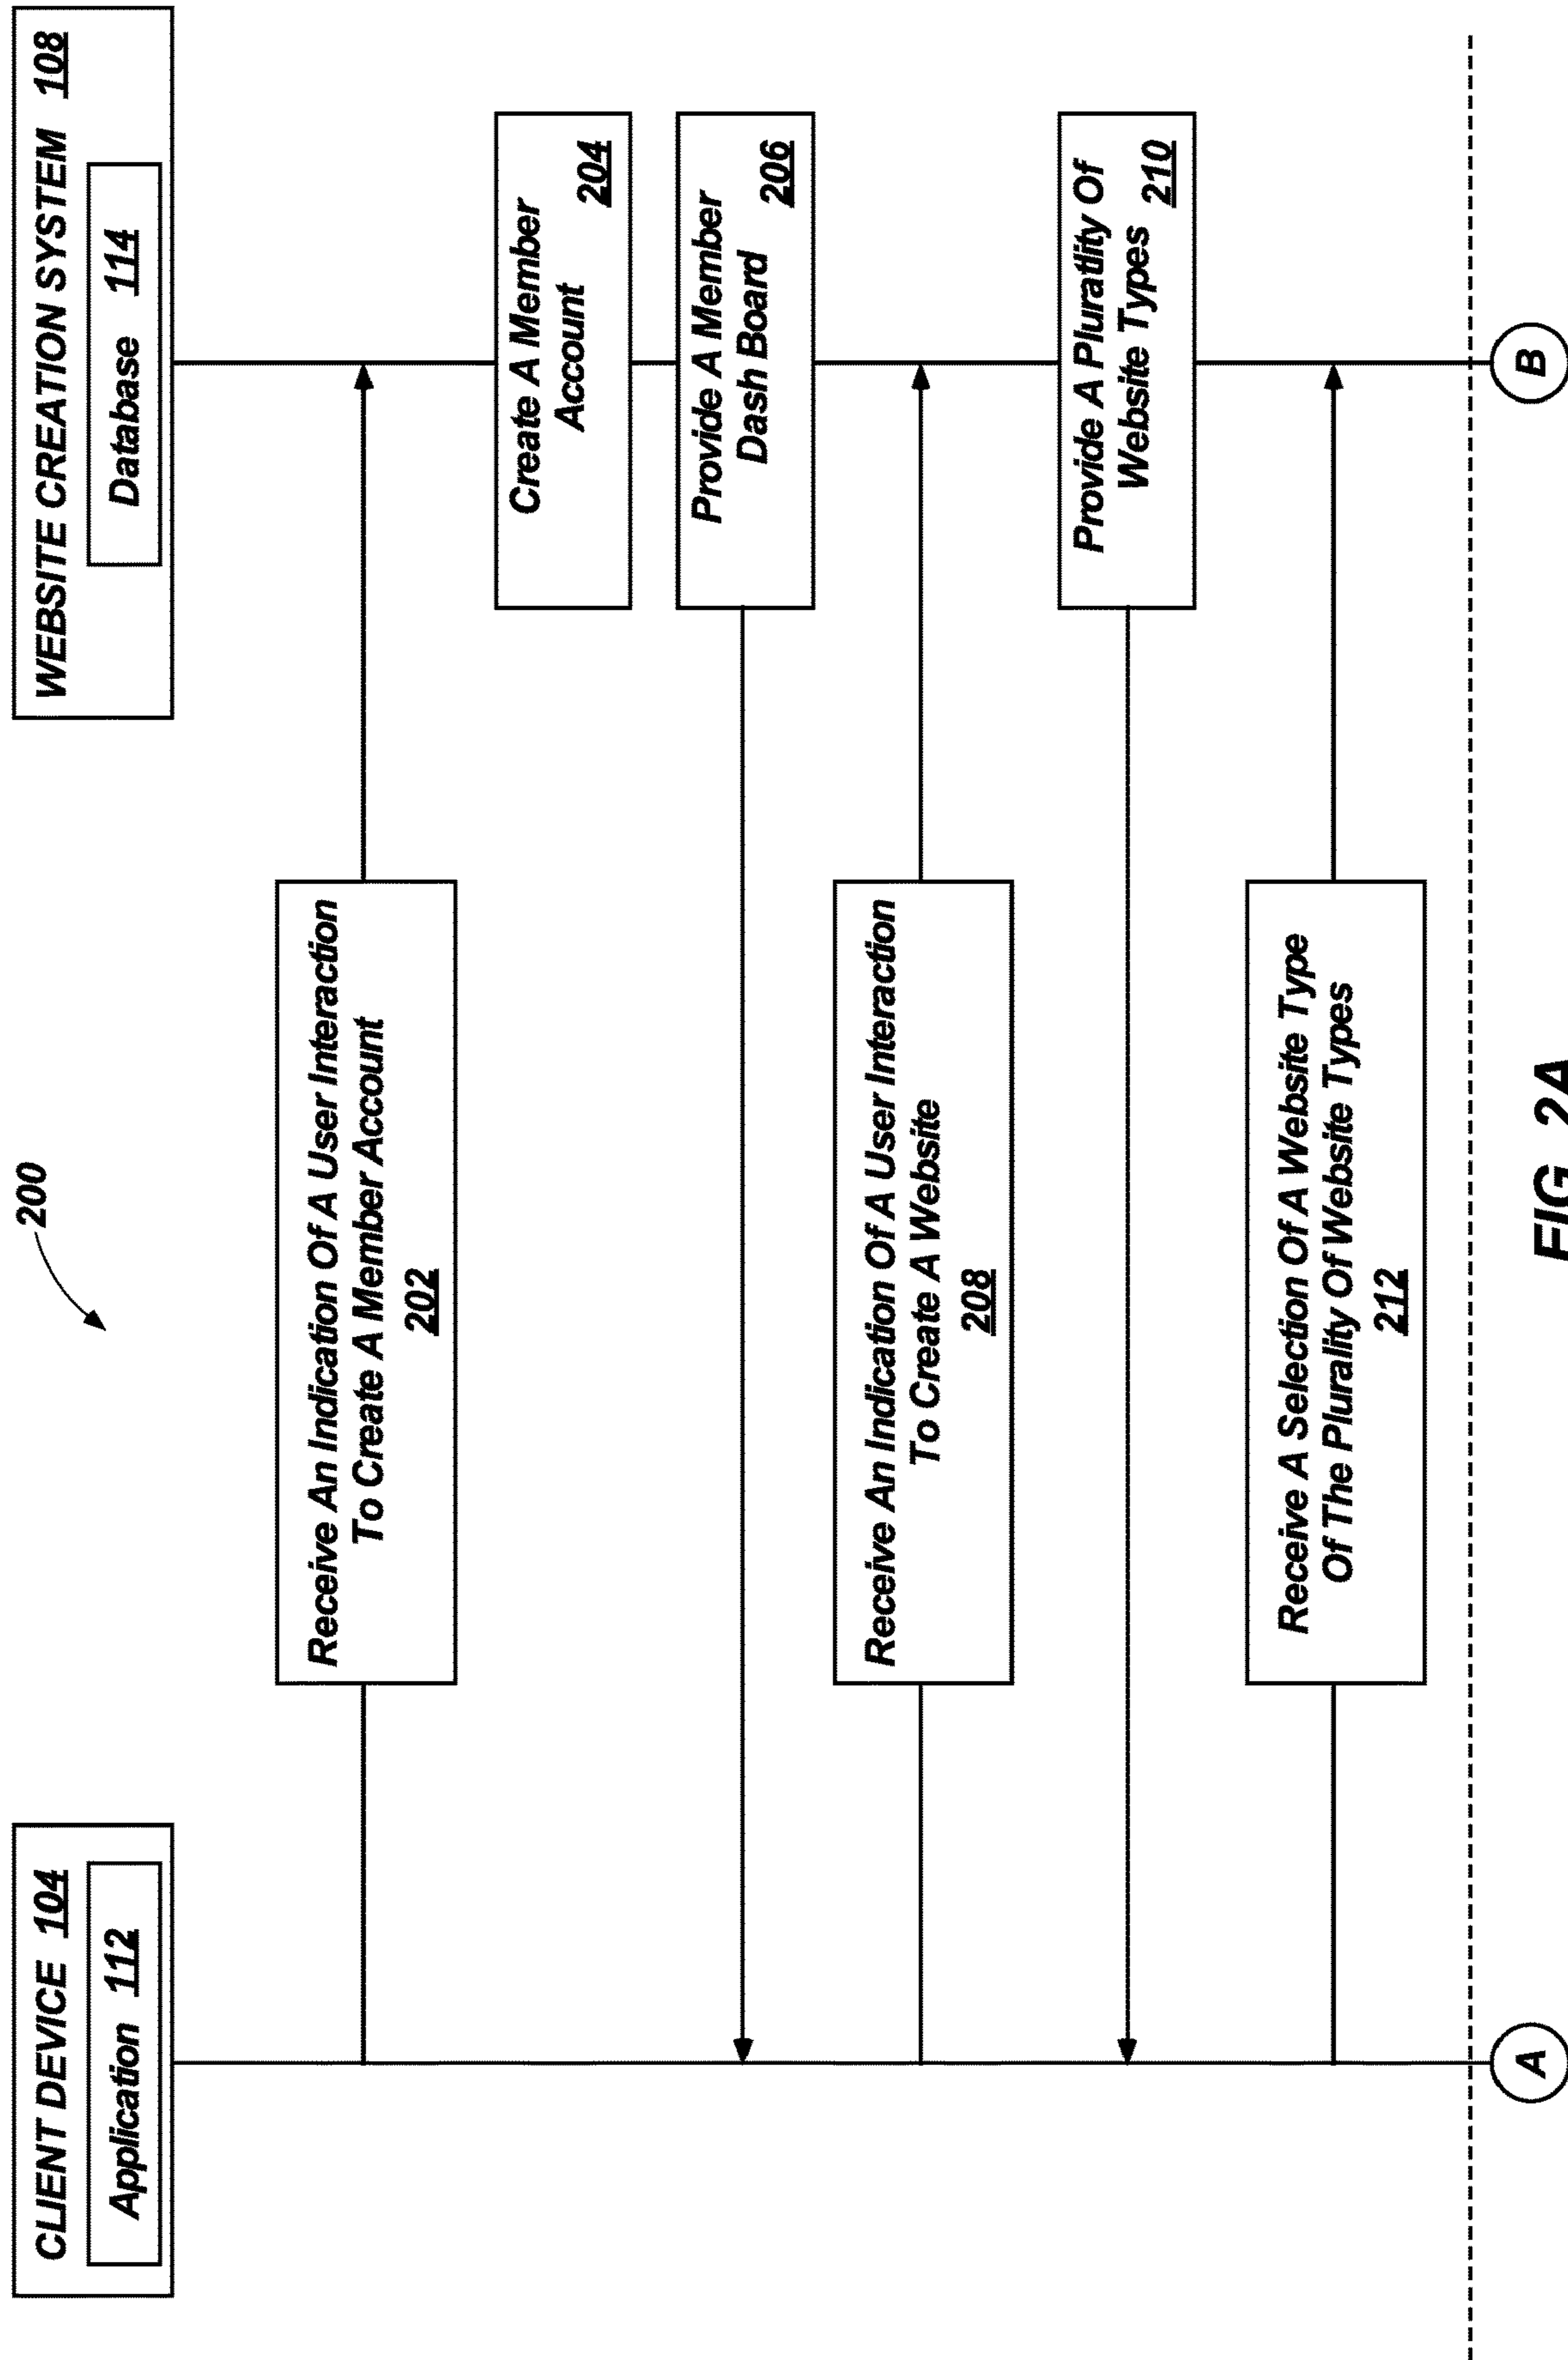 200
CLIENT DEVICE 104
Application 112
WEBSITE CREATION SYSTEM 108
Database 114
Receive An Indication Of A User Interaction
To Create A Member Account
202
Create A Member
Account 204
Provide A Member
Dash Board 206
Receive An Indication Of A User Interaction
To Create A Website
208
Provide A Pluratlity Of
Website Types 210
Receive A Selection Of A Website Type
Of The Plurality Of Website Types
212
A
B
FIG. 2A